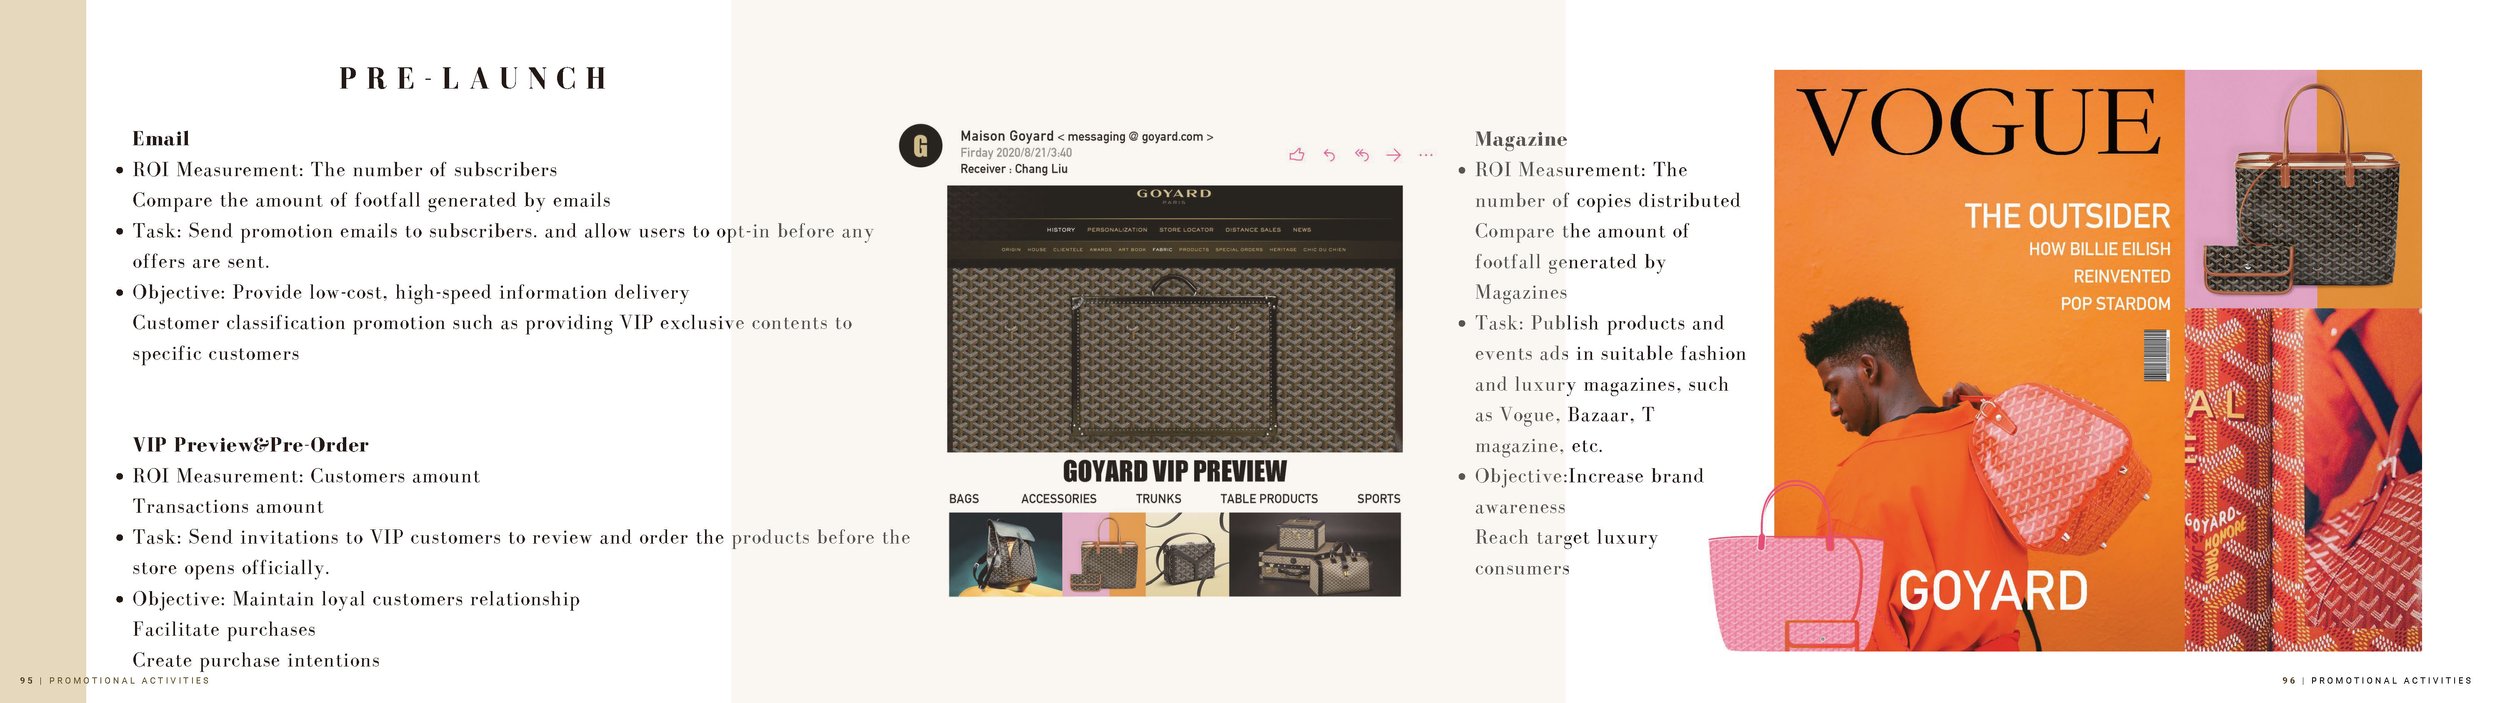 PRE-LAUNCH
Email
• ROI Measurement: The number of subscribers
Compare the amount of footfall generated by emails
• Task: Send promotion emails to subscribers. and allow users to opt-in before any
offers are sent.
• Objective: Provide low-cost, high-speed information delivery
Customer classification promotion such as providing VIP exclusive contents to
specific customers
VIP Preview&Pre-Order
• ROI Measurement: Customers amount
Transactions amount
• Task: Send invitations to VIP customers to review and order the products before the
store opens officially.
• Objective: Maintain loyal customers relationship
Facilitate purchases
Create purchase intentions
95 | PROMOTIONAL ACTIVITIES
G
Maison Goyard < messaging @ goyard.com >
Firday 2020/8/21/3:40
Receiver : Chang Liu
GOYARD
PARIS
HISTORY PERSONALIZATION STORE LOCATOR DISTANCE SALES NEWS
ORIGIN HOUSE CLIENTELE AWARDS ART BOOK FABRIC PRODUCTS SPECIAL ORDERS HERITAGE CHIC DU CHIEN
GOYARD VIP PREVIEW
BAGS ACCESSORIES TRUNKS TABLE PRODUCTS SPORTS
Magazine
• ROI Measurement: The
number of copies distributed
Compare the amount of
footfall generated by
Magazines
• Task: Publish products and
events ads in suitable fashion
and luxury magazines, such
as Vogue, Bazaar, T
magazine, etc.
• Objective:Increase brand
awareness
Reach target luxury
consumers
VOGUE
THE OUTSIDER
HOW BILLIE EILISH
REINVENTED
POP STARDOM
GOYARD
AL
GOYARD
HONORE
PARIS
96 | PROMOTIONAL ACTIVITIES